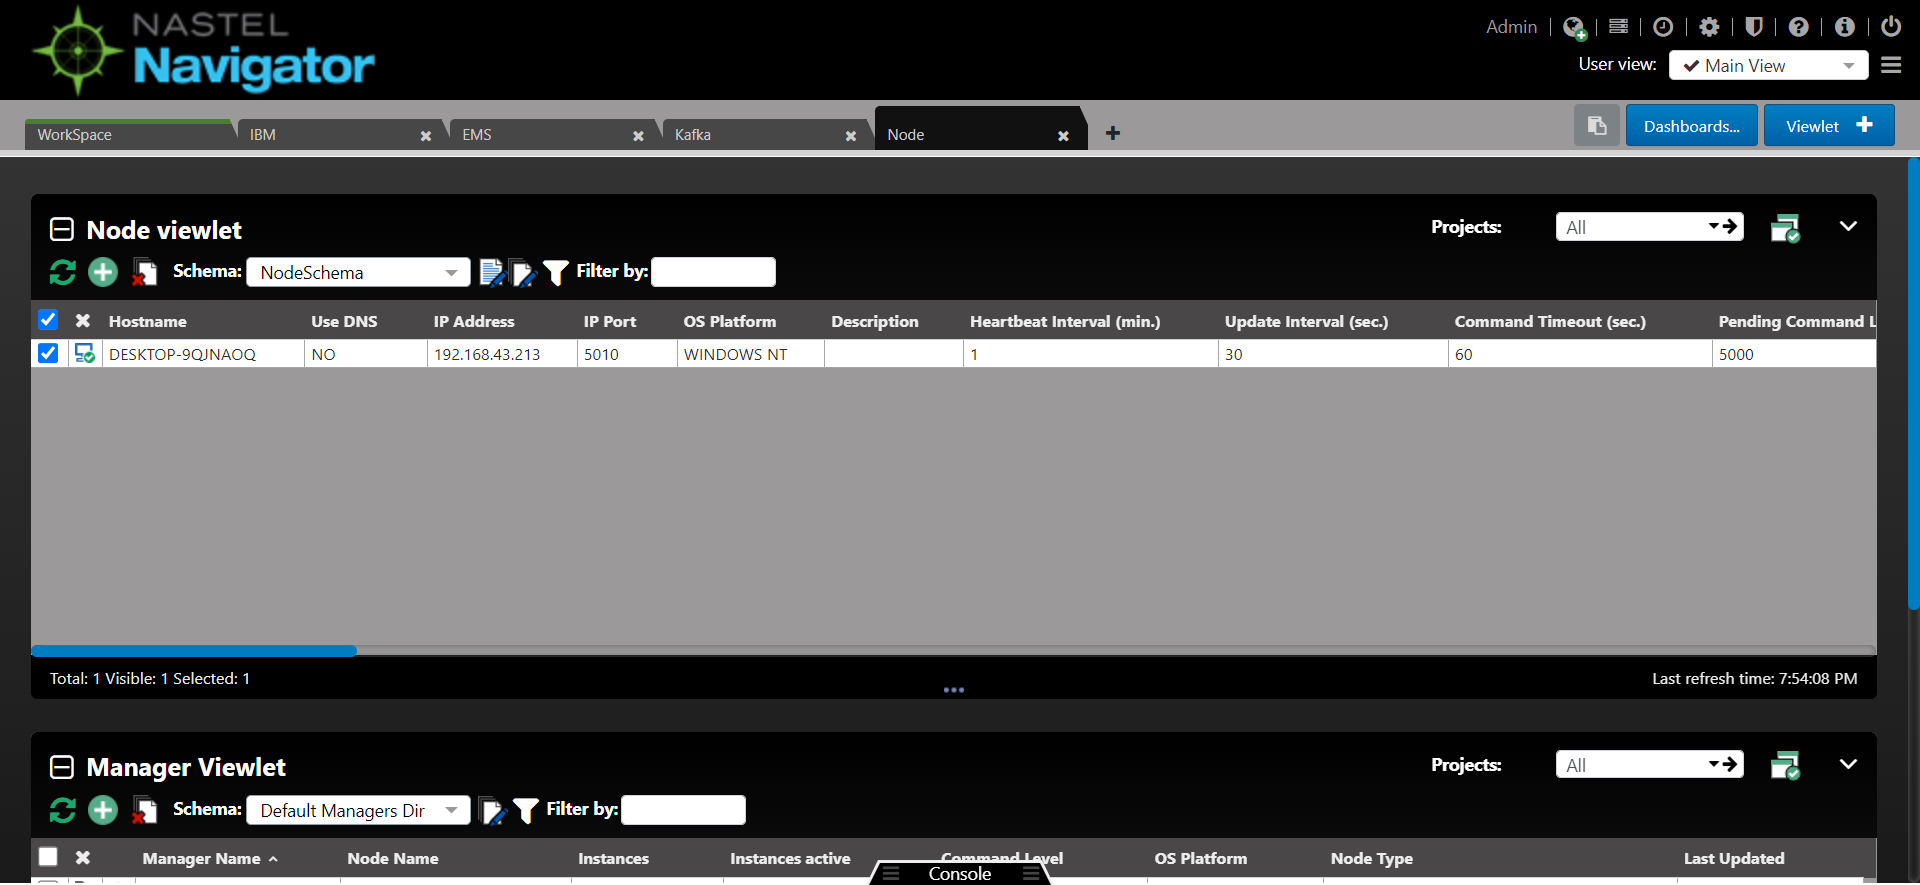 NASTEL
Navigator
Admin
User view: Main View
WorkSpace IBM EMS Kafka Node
Dashboards... Viewlet
Node viewlet
Projects: All
Schema: NodeSchema Filter by:
Hostname Use DNS IP Address IP Port OS Platform Description Heartbeat Interval (min.) Update Interval (sec.) Command Timeout (sec.) Pending Command L
DESKTOP-9QJNAOQ NO 192.168.43.213 5010 WINDOWS NT 1 30 60 5000
Total: 1 Visible: 1 Selected: 1
Last refresh time: 7:54:08 PM
Manager Viewlet
Projects: All
Schema: Default Managers Dir Filter by:
Manager Name Node Name Instances Instances active Command Level OS Platform Node Type Last Updated
Console